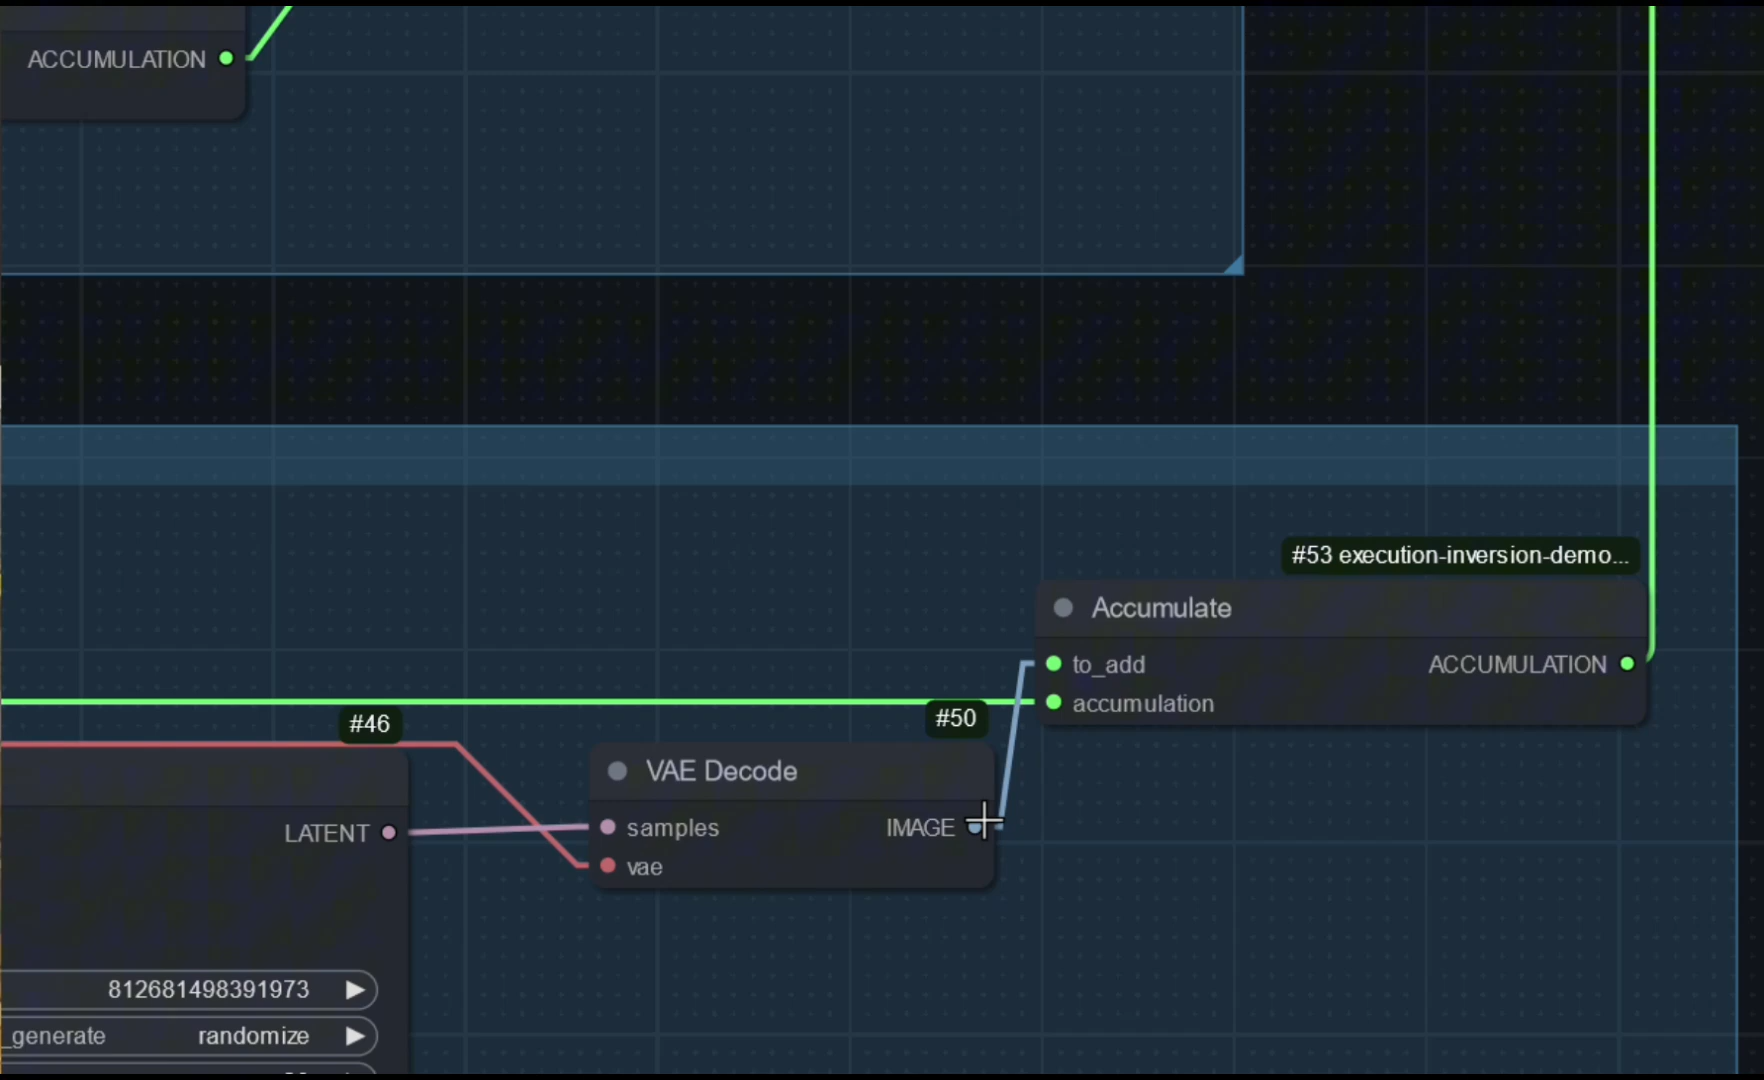 ACCUMULATION
#53 execution-inversion-demo...
Accumulate
to_add
ACCUMULATION
accumulation
#46
#50
VAE Decode
LATENT
samples
IMAGE
vae
812681498391973
_generate
randomize